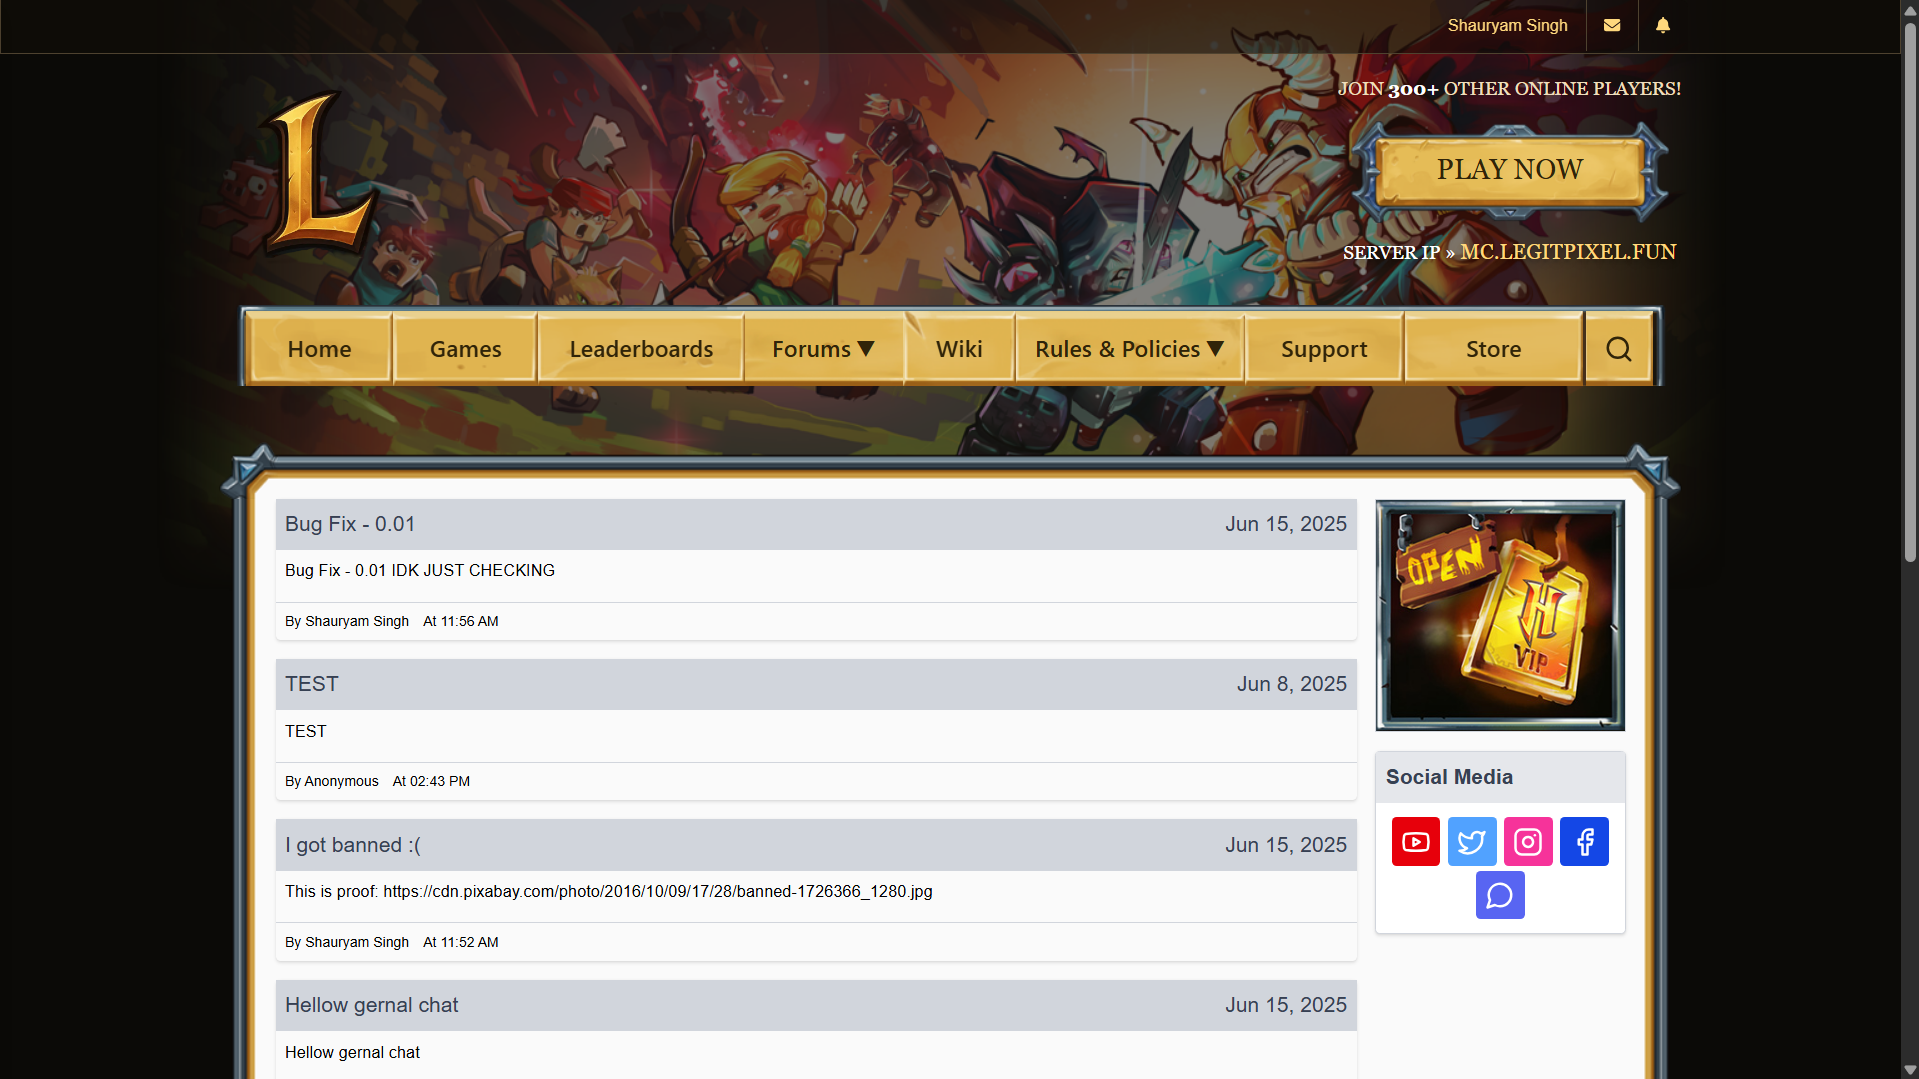 Shauryam Singh
JOIN 300+ OTHER ONLINE PLAYERS!
L
PLAY NOW
SERVER IP » MC.LEGITPIXEL.FUN
Home Games Leaderboards Forums ▼ Wiki Rules & Policies ▼ Support Store
Bug Fix - 0.01 Jun 15, 2025
Bug Fix - 0.01 IDK JUST CHECKING
By Shauryam Singh At 11:56 AM
TEST Jun 8, 2025
TEST
By Anonymous At 02:43 PM
I got banned :( Jun 15, 2025
This is proof: https://cdn.pixabay.com/photo/2016/10/09/17/28/banned-1726366_1280.jpg
By Shauryam Singh At 11:52 AM
Hellow gernal chat Jun 15, 2025
Hellow gernal chat
OPEN
H
VIP
Social Media